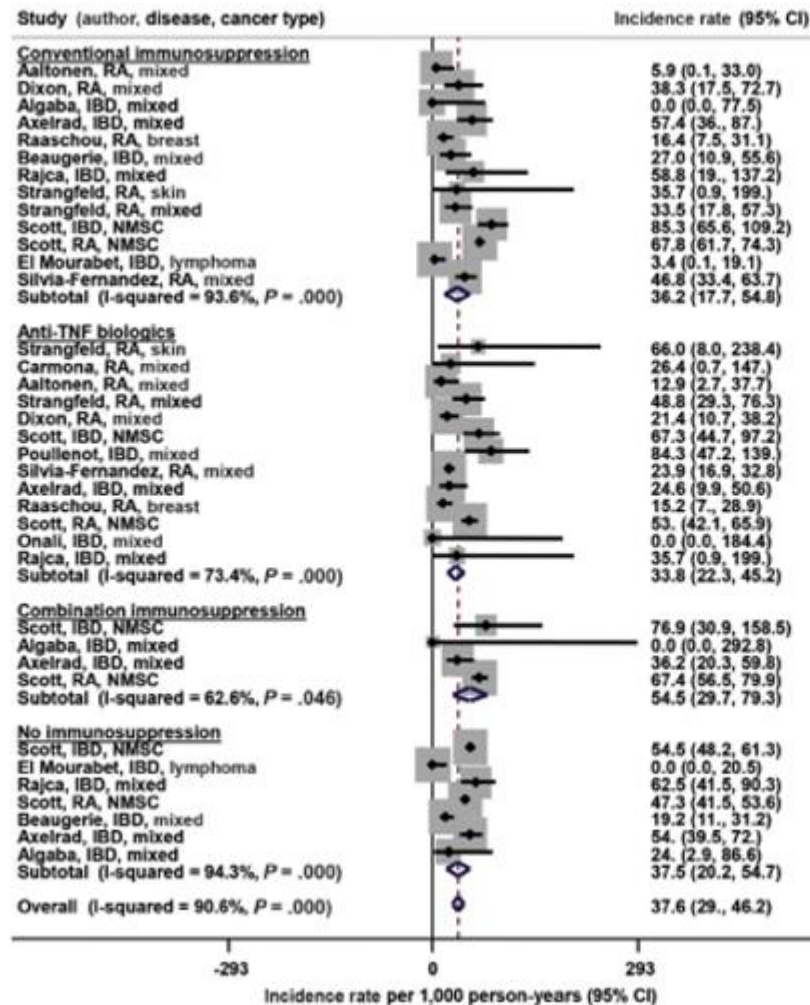 Study (author, disease, cancer type) Incidence rate (95% CI)
Conventional immunosuppression
Aaltonen, RA, mixed 5.9 (0.1, 33.0)
Dixon, RA, mixed 38.3 (17.5, 72.7)
Algaba, IBD, mixed 0.0 (0.0, 77.5)
Axelrad, IBD, mixed 57.4 (36., 87.)
Raaschou, RA, breast 16.4 (7.5, 31.1)
Beaugerie, IBD, mixed 27.0 (10.9, 55.6)
Rajca, IBD, mixed 58.8 (19., 137.2)
Strangfeld, RA, skin 35.7 (0.9, 199.)
Strangfeld, RA, mixed 33.5 (17.8, 57.3)
Scott, IBD, NMSC 85.3 (65.6, 109.2)
Scott, RA, NMSC 67.8 (61.7, 74.3)
El Mourabet, IBD, lymphoma 3.4 (0.1, 19.1)
Silvia-Fernandez, RA, mixed 46.8 (33.4, 63.7)
Subtotal (I-squared = 93.6%, P = .000) 36.2 (17.7, 54.8)
Anti-TNF biologics
Strangfeld, RA, skin 66.0 (8.0, 238.4)
Carmona, RA, mixed 26.4 (0.7, 147.)
Aaltonen, RA, mixed 12.9 (2.7, 37.7)
Strangfeld, RA, mixed 48.8 (29.3, 76.3)
Dixon, RA, mixed 21.4 (10.7, 38.2)
Scott, IBD, NMSC 67.3 (44.7, 97.2)
Poullenot, IBD, mixed 84.3 (47.2, 139.)
Silvia-Fernandez, RA, mixed 23.9 (16.9, 32.8)
Axelrad, IBD, mixed 24.6 (9.9, 50.6)
Raaschou, RA, breast 15.2 (7., 28.9)
Scott, RA, NMSC 53. (42.1, 65.9)
Onali, IBD, mixed 0.0 (0.0, 184.4)
Rajca, IBD, mixed 35.7 (0.9, 199.)
Subtotal (I-squared = 73.4%, P = .000) 33.8 (22.3, 45.2)
Combination immunosuppression
Scott, IBD, NMSC 76.9 (30.9, 158.5)
Algaba, IBD, mixed 0.0 (0.0, 292.8)
Axelrad, IBD, mixed 36.2 (20.3, 59.8)
Scott, RA, NMSC 67.4 (56.5, 79.9)
Subtotal (I-squared = 62.6%, P = .046) 54.5 (29.7, 79.3)
No immunosuppression
Scott, IBD, NMSC 54.5 (48.2, 61.3)
El Mourabet, IBD, lymphoma 0.0 (0.0, 20.5)
Rajca, IBD, mixed 62.5 (41.5, 90.3)
Scott, RA, NMSC 47.3 (41.5, 53.6)
Beaugerie, IBD, mixed 19.2 (11., 31.2)
Axelrad, IBD, mixed 54. (39.5, 72.)
Algaba, IBD, mixed 24. (2.9, 86.6)
Subtotal (I-squared = 94.3%, P = .000) 37.5 (20.2, 54.7)
Overall (I-squared = 90.6%, P = .000) 37.6 (29., 46.2)
-293 0 293
Incidence rate per 1,000 person-years (95% CI)